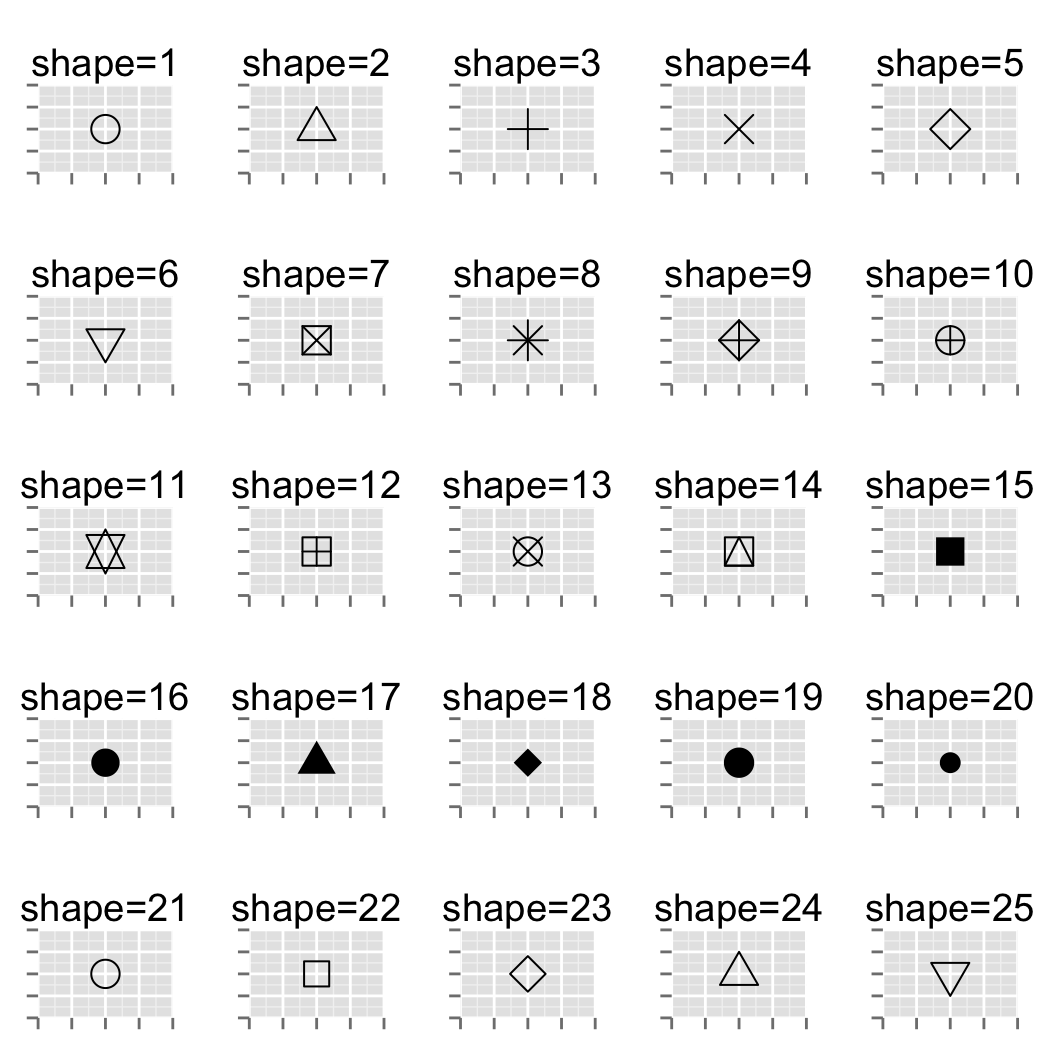 shape=1 shape=2 shape=3 shape=4 shape=5
shape=6 shape=7 shape=8 shape=9 shape=10
shape=11 shape=12 shape=13 shape=14 shape=15
shape=16 shape=17 shape=18 shape=19 shape=20
shape=21 shape=22 shape=23 shape=24 shape=25